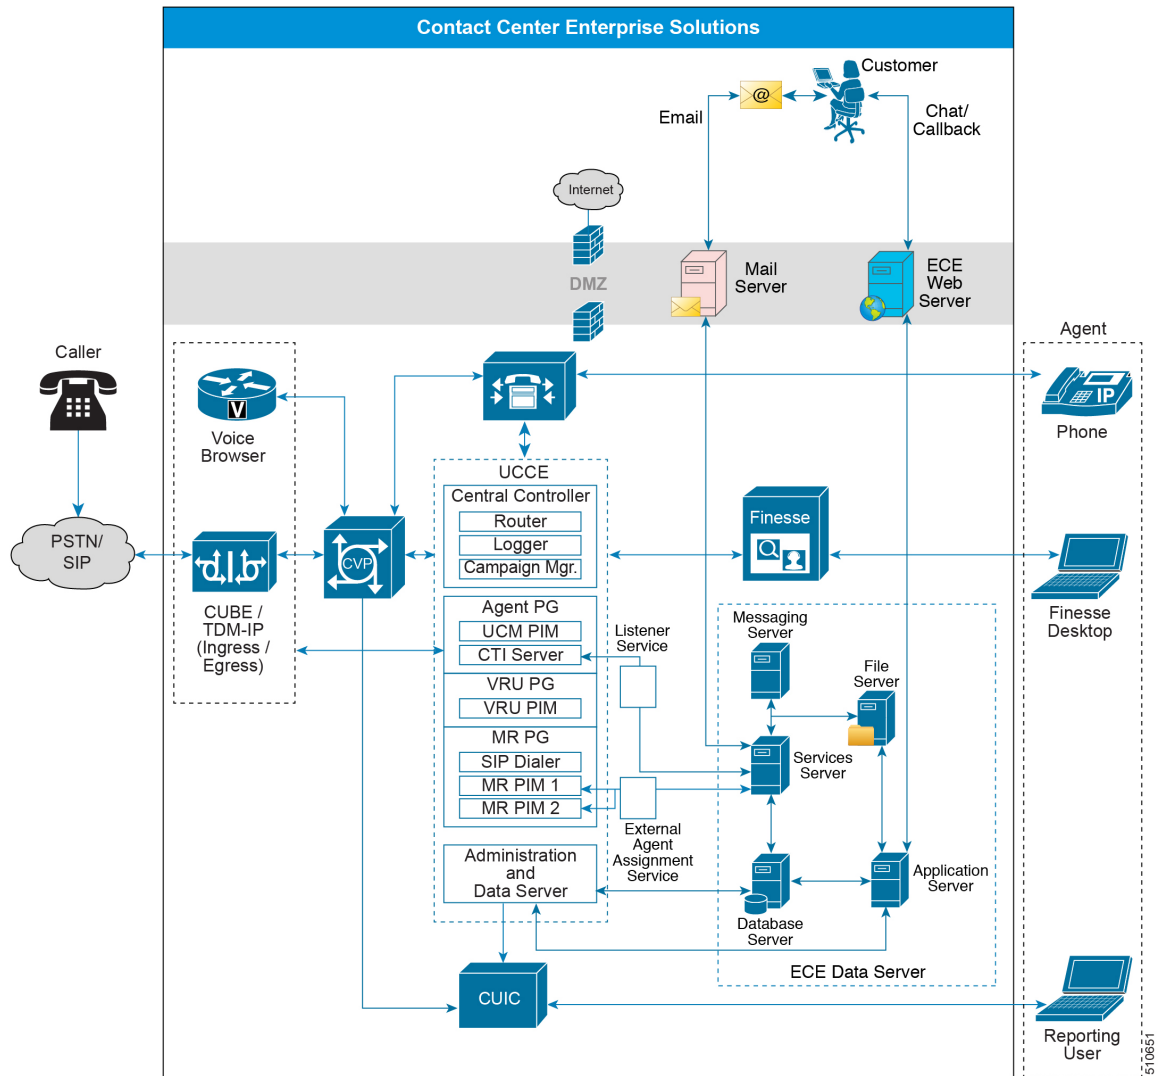 Contact Center Enterprise Solutions
Customer
@
Email
Chat/
Callback
Internet
DMZ
Mail
Server
ECE
Web
Server
Caller
Agent
V
Voice
Browser
IP
Phone
UCCE
Central Controller
Router
Logger
Campaign Mgr.
PSTN/
SIP
CVP
Finesse
CUBE /
TDM-IP
(Ingress /
Egress)
Finesse
Desktop
Agent PG
UCM PIM
CTI Server
VRU PG
VRU PIM
MR PG
SIP Dialer
MR PIM 1
MR PIM 2
Listener
Service
External
Agent
Assignment
Service
Messaging
Server
File
Server
Services
Server
Administration
and
Data Server
Application
Server
Database
Server
ECE Data Server
CUIC
Reporting
User
510651